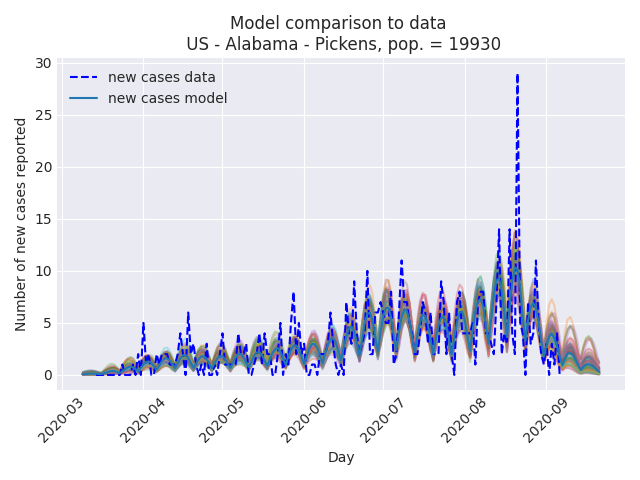 Model comparison to data
US - Alabama - Pickens, pop. = 19930
new cases data
new cases model
Number of new cases reported
30
25
20
15
10
5
0
2020-03
2020-04
2020-05
2020-06
2020-07
2020-08
2020-09
Day